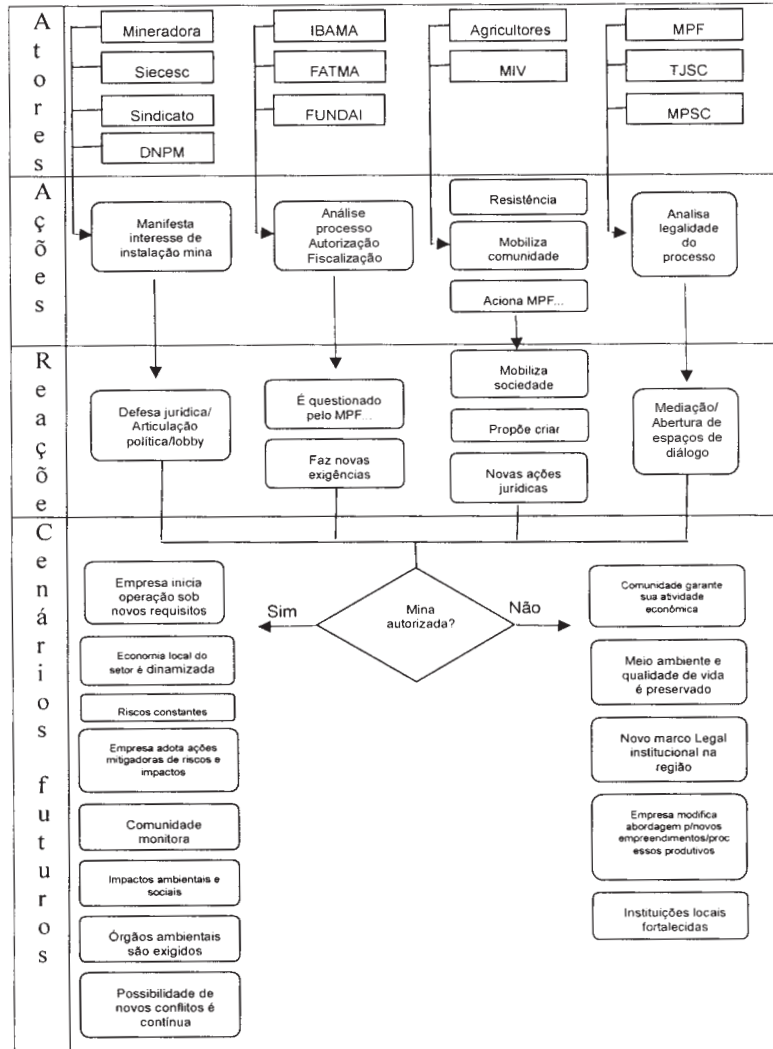 Atores
Mineradora
Siecesc
Sindicato
DNPM
IBAMA
FATMA
FUNDAI
Agricultores
MIV
MPF
TJSC
MPSC
Ações
Manifesta
interesse de
instalação mina
Análise
processo
Autorização
Fiscalização
Resistência
Mobiliza
comunidade
Aciona MPF...
Analisa
legalidade
do
processo
Reaçõe
Defesa jurídica/
Articulação
política/lobby
É questionado
pelo MPF...
Faz novas
exigências
Mobiliza
sociedade
Propõe criar
Novas ações
jurídicas
Mediação/
Abertura de
espaços de
diálogo
Cenários futuros
Mina
autorizada?
Sim
Não
Empresa inicia
operação sob
novos requisitos
Economia local do
setor é dinamizada
Riscos constantes
Empresa adota ações
mitigadoras de riscos e
impactos
Comunidade
monitora
Impactos ambientais e
sociais
Órgãos ambientais
são exigidos
Possibilidade de
novos conflitos é
contínua
Comunidade garante
sua atividade
econômica
Meio ambiente e
qualidade de vida
é preservado
Novo marco Legal
institucional na
região
Empresa modifica
abordagem p/novos
empreendimentos/proc
essos produtivos
Instituições locais
fortalecidas